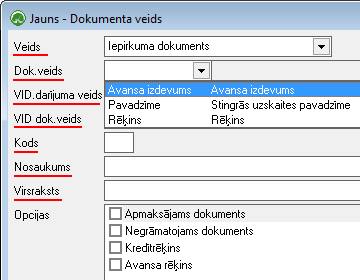 Jauns - Dokumenta veids
Veids Iepirkuma dokuments
Dok.veids
VID.darījuma veids Avansa izdevums Avansa izdevums
Pavadzīme Stingrās uzskaites pavadzīme
VID dok.veids Rēķins Rēķins
Kods
Nosaukums
Virsraksts
Opcijas Apmaksājams dokuments
Negrāmatojams dokuments
Kredītrēķins
Avansa rēķins